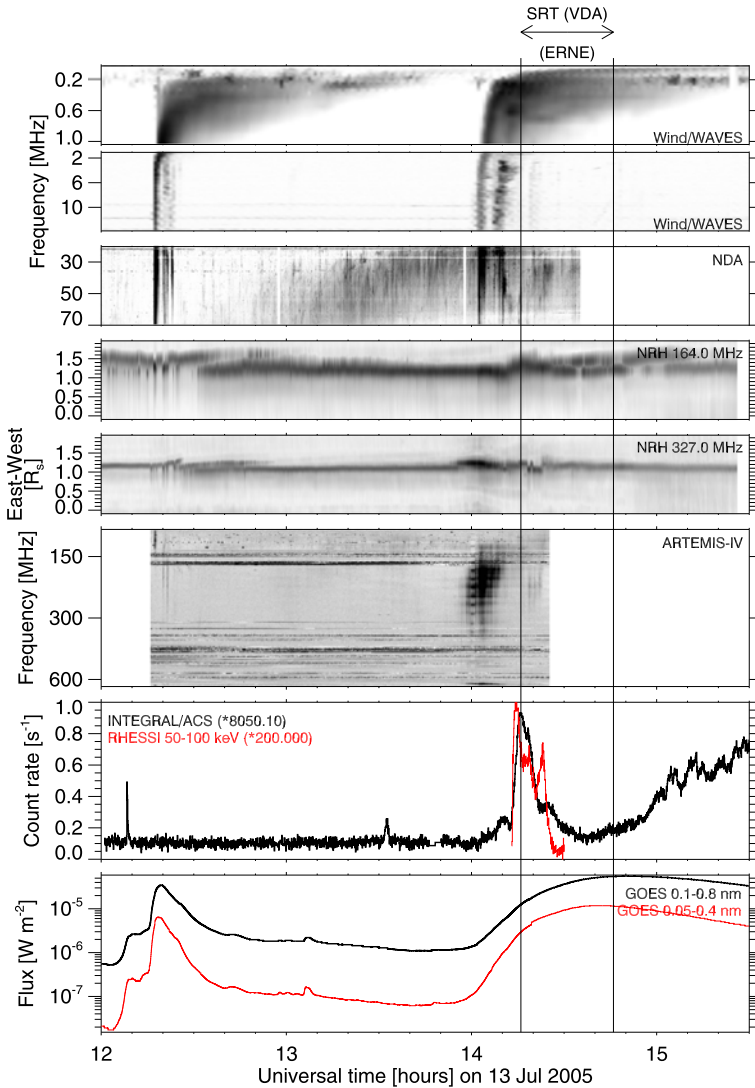 SRT (VDA)
(ERNE)
0.2
0.6
1.0
Wind/WAVES
2
6
10
Wind/WAVES
Frequency [MHz]
30
50
70
NDA
1.5
1.0
0.5
0.0
NRH 164.0 MHz
1.5
1.0
0.5
0.0
NRH 327.0 MHz
East-West
[Rs]
150
300
600
ARTEMIS-IV
Frequency [MHz]
1.0
0.8
0.6
0.4
0.2
0.0
INTEGRAL/ACS (*8050.10)
RHESSI 50-100 keV (*200.000)
Count rate [s-1]
10-5
10-6
10-7
GOES 0.1-0.8 nm
GOES 0.05-0.4 nm
Flux [W m-2]
12 13 14 15
Universal time [hours] on 13 Jul 2005